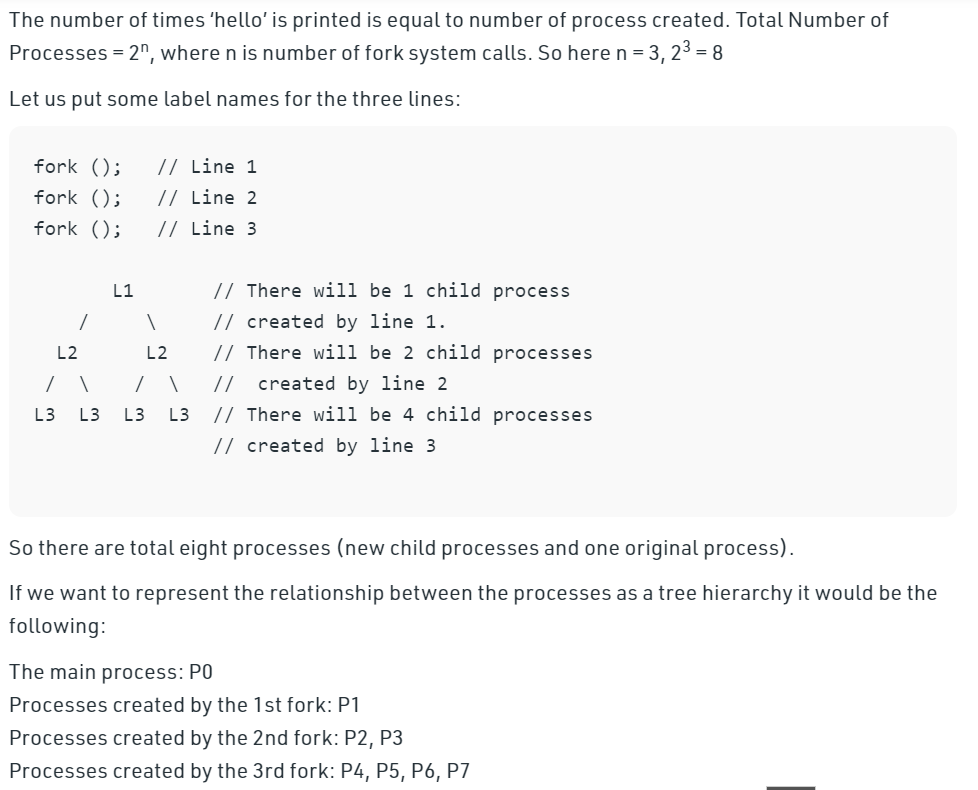 The number of times ‘hello’ is printed is equal to number of process created. Total Number of
Processes = 2ⁿ, where n is number of fork system calls. So here n = 3, 2³ = 8
Let us put some label names for the three lines:
fork ();   // Line 1
fork ();   // Line 2
fork ();   // Line 3
       L1       // There will be 1 child process
    /     \     // created by line 1.
  L2      L2    // There will be 2 child processes
 /  \    /  \   //  created by line 2
L3  L3  L3  L3  // There will be 4 child processes
                // created by line 3
So there are total eight processes (new child processes and one original process).
If we want to represent the relationship between the processes as a tree hierarchy it would be the
following:
The main process: P0
Processes created by the 1st fork: P1
Processes created by the 2nd fork: P2, P3
Processes created by the 3rd fork: P4, P5, P6, P7